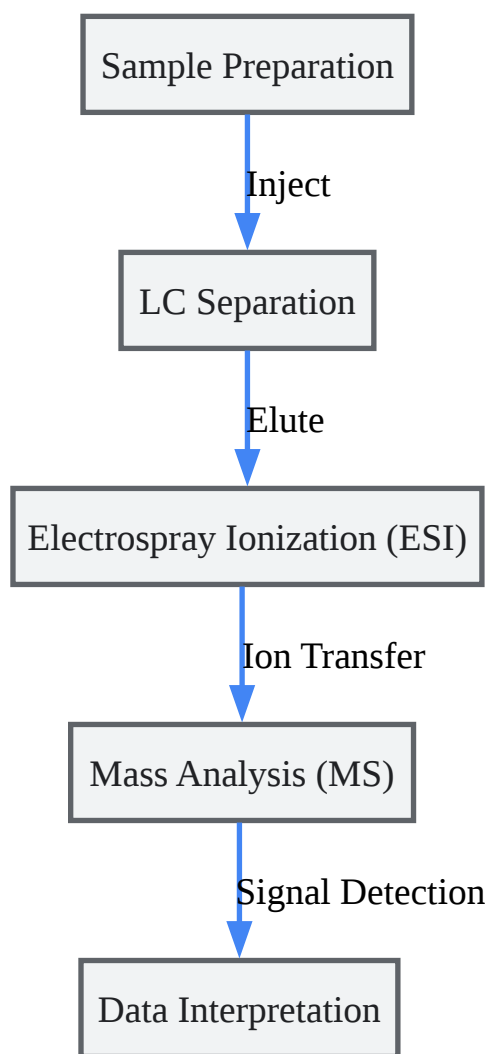 Sample Preparation
Inject
LC Separation
Elute
Electrospray Ionization (ESI)
Ion Transfer
Mass Analysis (MS)
Signal Detection
Data Interpretation